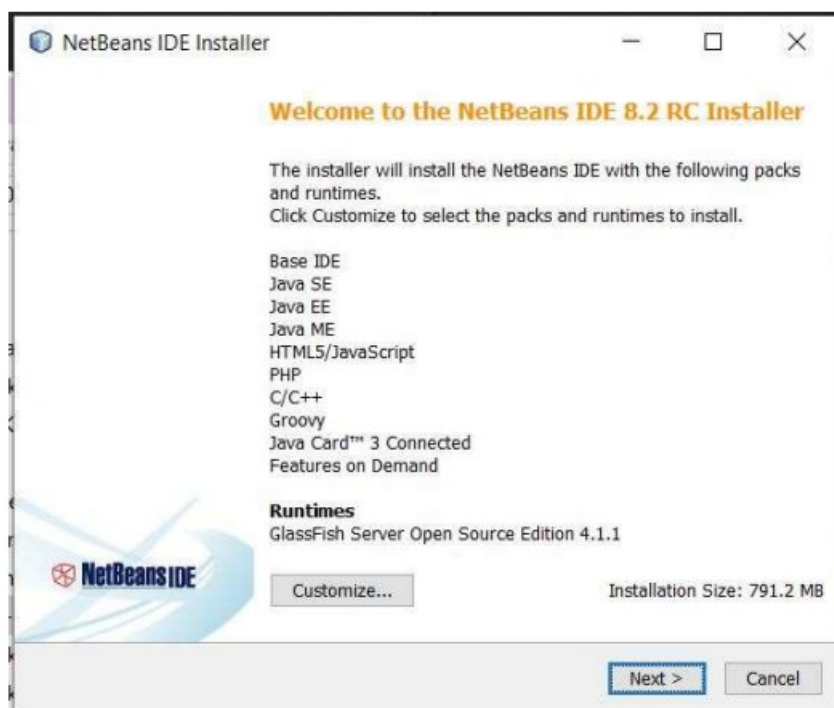 NetBeans IDE Installer
Welcome to the NetBeans IDE 8.2 RC Installer
The installer will install the NetBeans IDE with the following packs
and runtimes.
Click Customize to select the packs and runtimes to install.
Base IDE
Java SE
Java EE
Java ME
HTML5/JavaScript
PHP
C/C++
Groovy
Java Card™ 3 Connected
Features on Demand
Runtimes
GlassFish Server Open Source Edition 4.1.1
NetBeans IDE
Customize...
Installation Size: 791.2 MB
Next >
Cancel